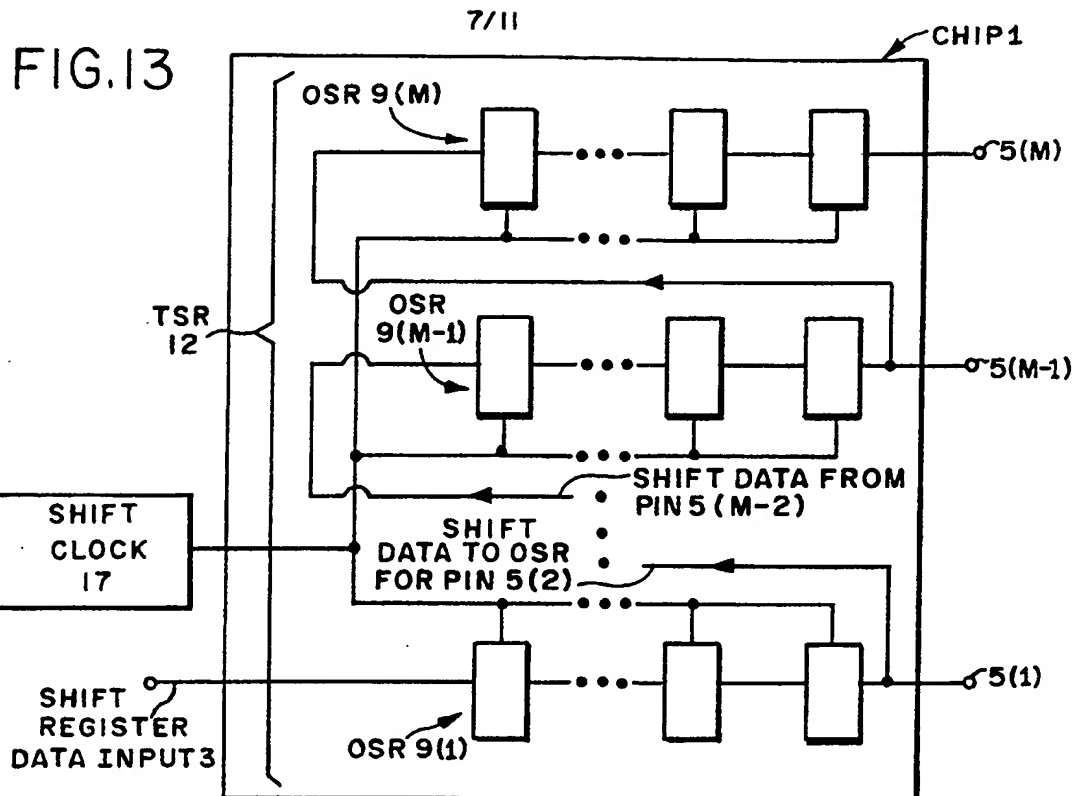 7/11
FIG.13
CHIP1
OSR 9(M)
5(M)
OSR
9(M-1)
TSR
12
5(M-1)
SHIFT DATA FROM
PIN 5(M-2)
SHIFT
CLOCK
17
SHIFT
DATA TO OSR
FOR PIN 5(2)
5(1)
SHIFT
REGISTER
DATA INPUT3
OSR 9(1)